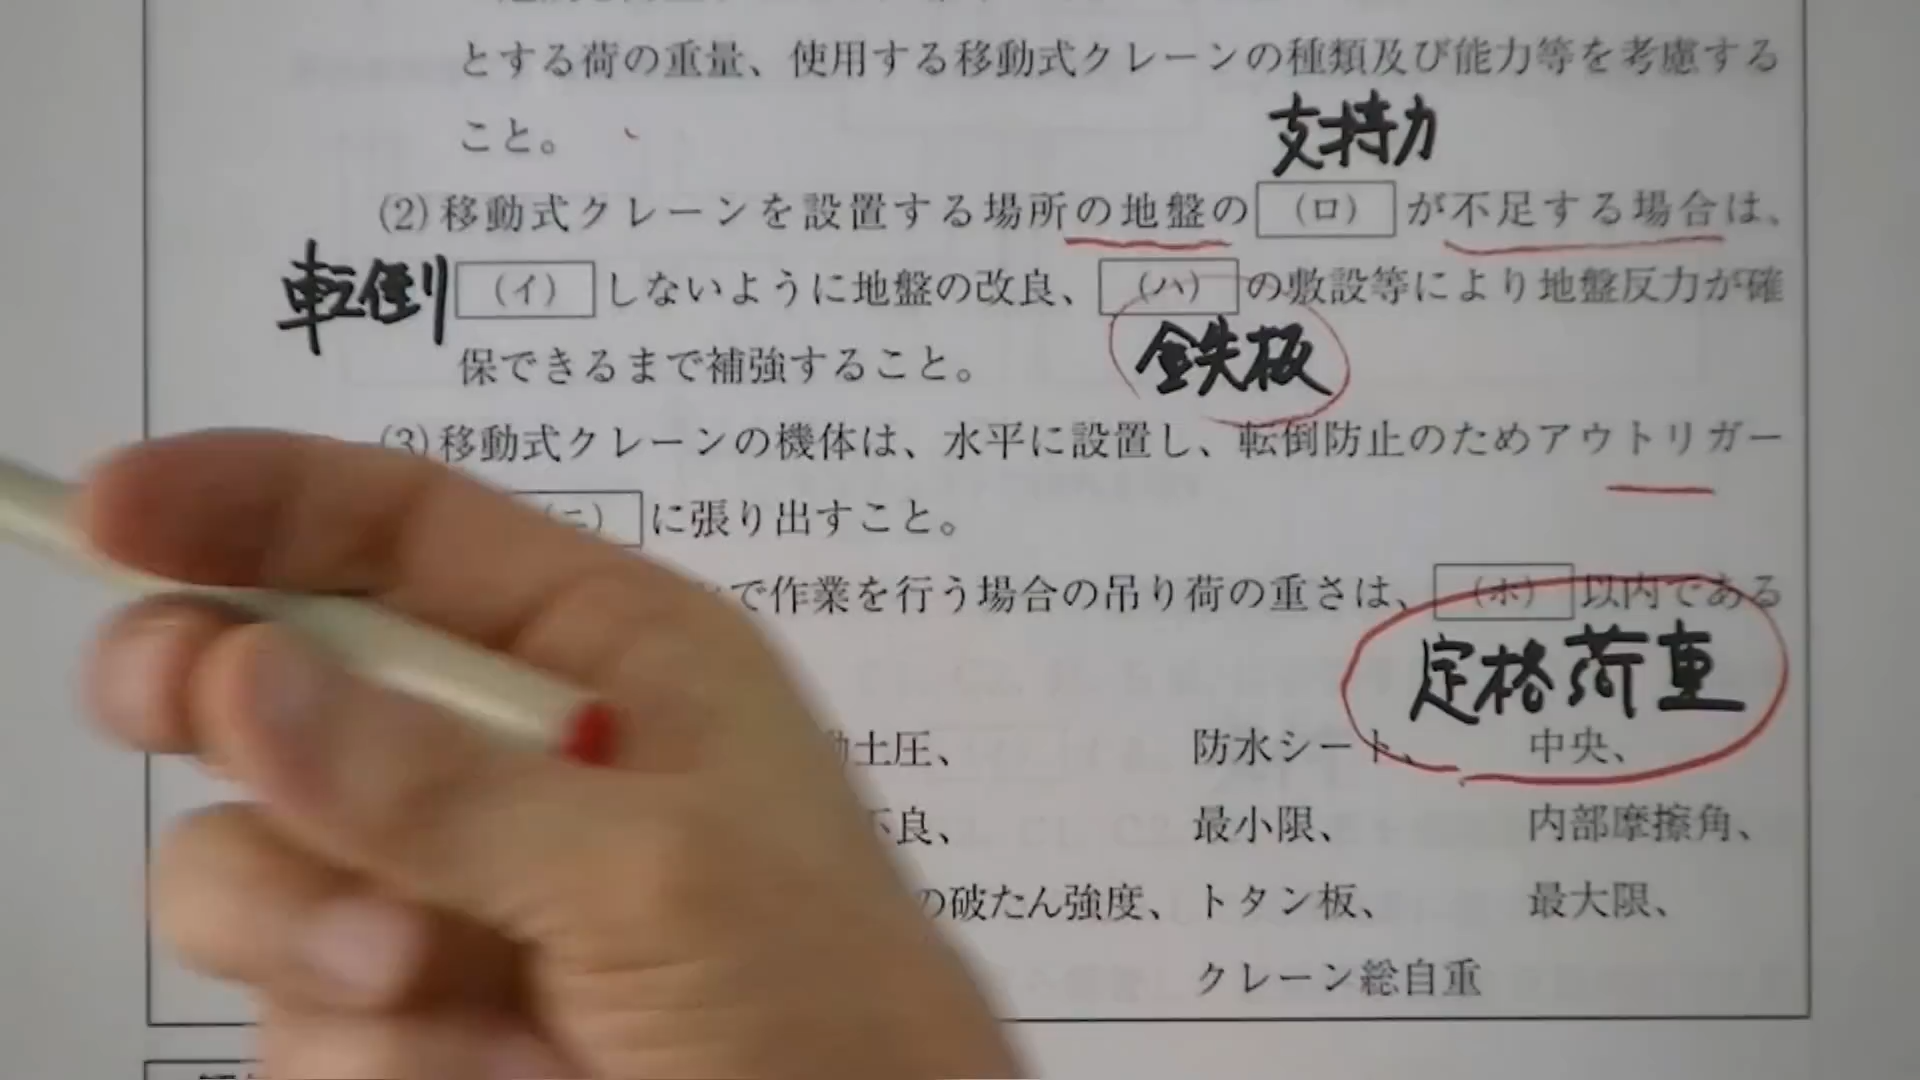 とする荷の重量、使用する移動式クレーンの種類及び能力等を考慮する
こと。
支持力
(2)移動式クレーンを設置する場所の地盤の（ロ）が不足する場合は、
転倒
（イ）しないように地盤の改良、（ハ）の敷設等により地盤反力が確
鉄板
保できるまで補強すること。
(3)移動式クレーンの機体は、水平に設置し、転倒防止のためアウトリガー
（ニ）に張り出すこと。
で作業を行う場合の吊り荷の重さは、（ホ）以内である
定格荷重
土圧、 防水シート、 中央、
不良、 最小限、 内部摩擦角、
の破たん強度、 トタン板、 最大限、
クレーン総自重